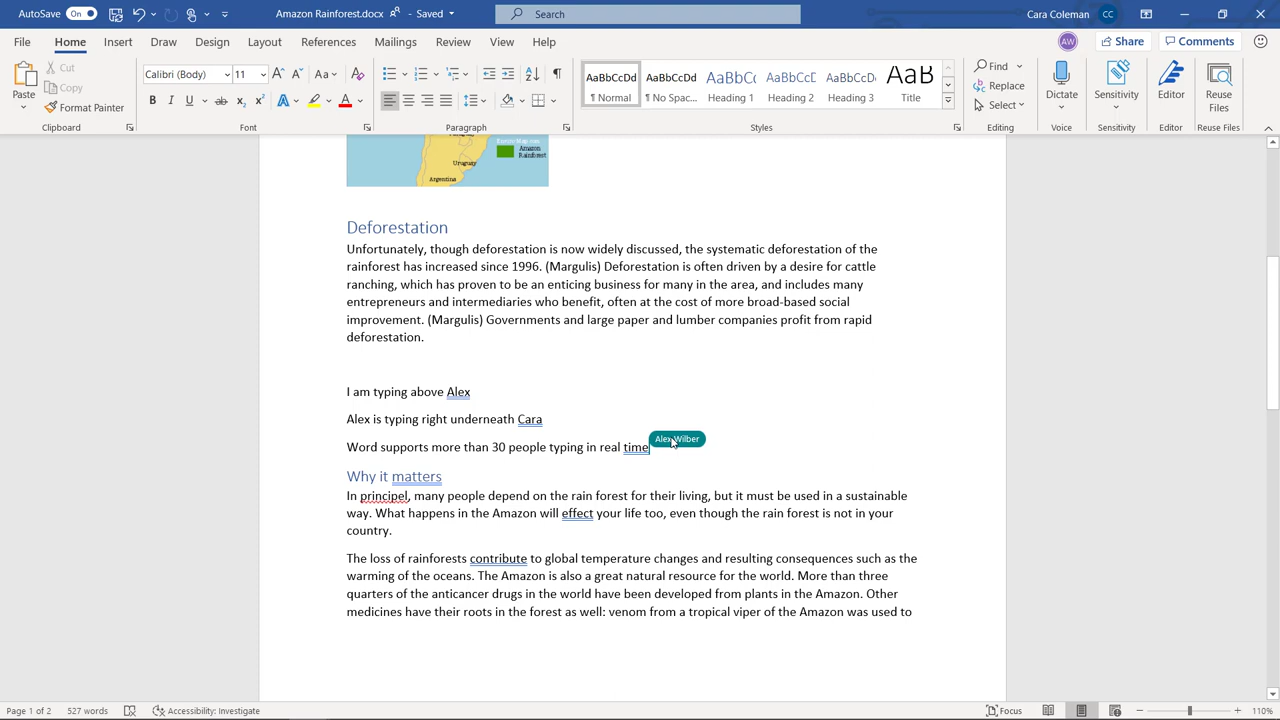 AutoSave On Amazon Rainforest.docx - Saved Search Cara Coleman CC
File Home Insert Draw Design Layout References Mailings Review View Help AW Share Comments
Paste Cut Copy Format Painter
Calibri (Body) 11 Aa
B I U ab x₂ x² A A
AaBbCcDd AaBbCcDd AaBbCc AaBbCcD AaBbCcD AaB
¶ Normal ¶ No Spac... Heading 1 Heading 2 Heading 3 Title
Find Replace Select
Dictate Sensitivity Editor Reuse Files
Clipboard Font Paragraph Styles Editing Voice Sensitivity Editor Reuse Files
Amazon
Rainforest
Uruguay
Argentina
Deforestation
Unfortunately, though deforestation is now widely discussed, the systematic deforestation of the
rainforest has increased since 1996. (Margulis) Deforestation is often driven by a desire for cattle
ranching, which has proven to be an enticing business for many in the area, and includes many
entrepreneurs and intermediaries who benefit, often at the cost of more broad-based social
improvement. (Margulis) Governments and large paper and lumber companies profit from rapid
deforestation.
I am typing above Alex
Alex is typing right underneath Cara
Word supports more than 30 people typing in real time Alex Wilber
Why it matters
In principel, many people depend on the rain forest for their living, but it must be used in a sustainable
way. What happens in the Amazon will effect your life too, even though the rain forest is not in your
country.
The loss of rainforests contribute to global temperature changes and resulting consequences such as the
warming of the oceans. The Amazon is also a great natural resource for the world. More than three
quarters of the anticancer drugs in the world have been developed from plants in the Amazon. Other
medicines have their roots in the forest as well: venom from a tropical viper of the Amazon was used to
Page 1 of 2 527 words Accessibility: Investigate Focus 110%